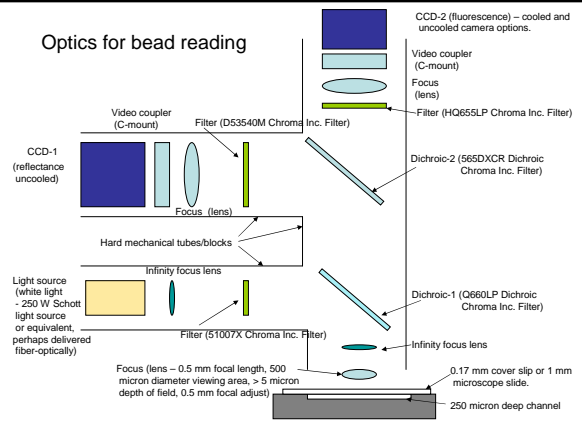 Optics for bead reading
CCD-2 (fluorescence) – cooled and
uncooled camera options.
Video coupler
(C-mount)
Focus
(lens)
Filter (HQ655LP Chroma Inc. Filter)
Video coupler
(C-mount)
Filter (D53540M Chroma Inc. Filter)
CCD-1
(reflectance
uncooled)
Dichroic-2 (565DXCR Dichroic
Chroma Inc. Filter)
Focus (lens)
Hard mechanical tubes/blocks
Infinity focus lens
Light source
(white light
- 250 W Schott
light source
or equivalent,
perhaps delivered
fiber-optically)
Dichroic-1 (Q660LP Dichroic
Chroma Inc. Filter)
Filter (51007X Chroma Inc. Filter)
Infinity focus lens
Focus (lens – 0.5 mm focal length, 500
micron diameter viewing area, > 5 micron
depth of field, 0.5 mm focal adjust)
0.17 mm cover slip or 1 mm
microscope slide.
250 micron deep channel